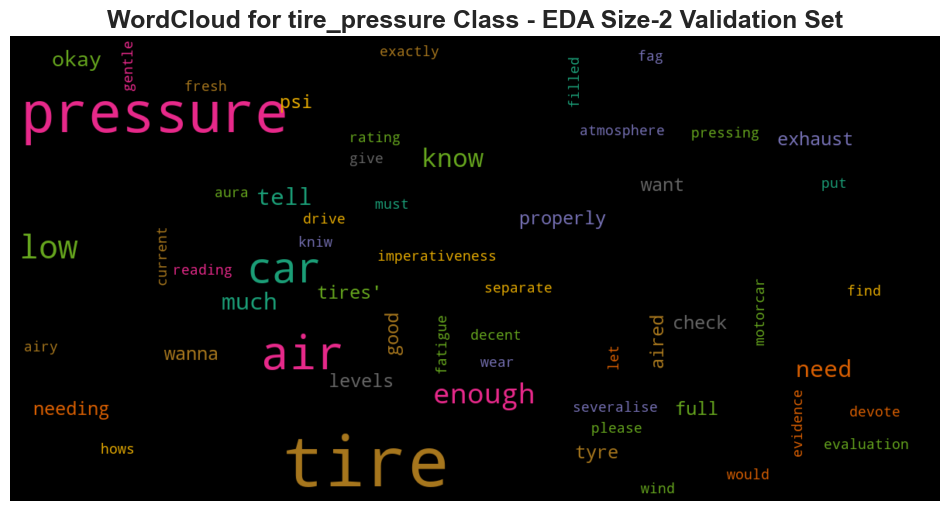 WordCloud for tire_pressure Class - EDA Size-2 Validation Set
okay
gentle
exactly
fag
fresh
filled
pressure
psi
atmosphere
pressing
exhaust
rating
know
give
want
put
aura
tell
must
drive
properly
low
current
kniw
imperativeness
reading
car
separate
motorcar
find
much
tires'
good
fatigue
decent
aired
check
airy
wanna
air
wear
let
need
levels
enough
needing
severalise
full
evidence
devote
please
hows
tire
tyre
evaluation
wind
would